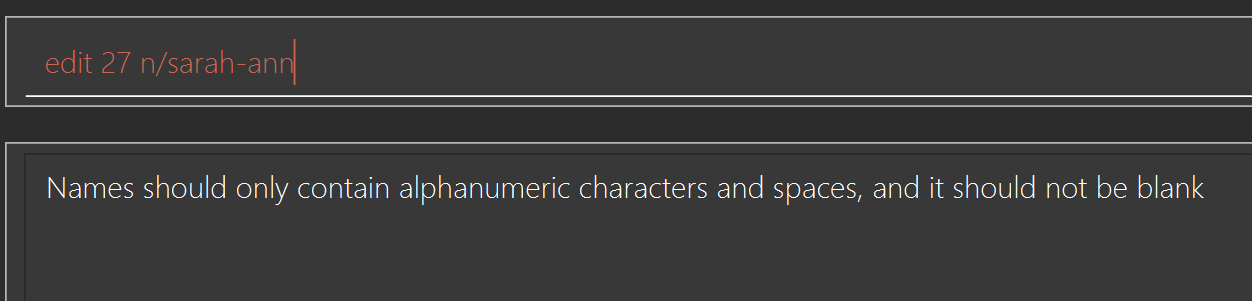 edit 27 n/sarah-ann
Names should only contain alphanumeric characters and spaces, and it should not be blank